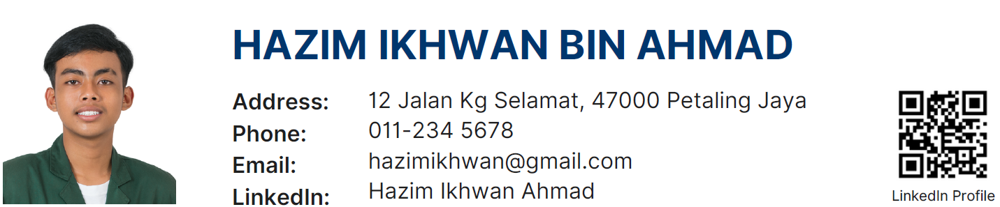 HAZIM IKHWAN BIN AHMAD
Address: 12 Jalan Kg Selamat, 47000 Petaling Jaya
Phone: 011-234 5678
Email: hazimikhwan@gmail.com
LinkedIn: Hazim Ikhwan Ahmad
LinkedIn Profile